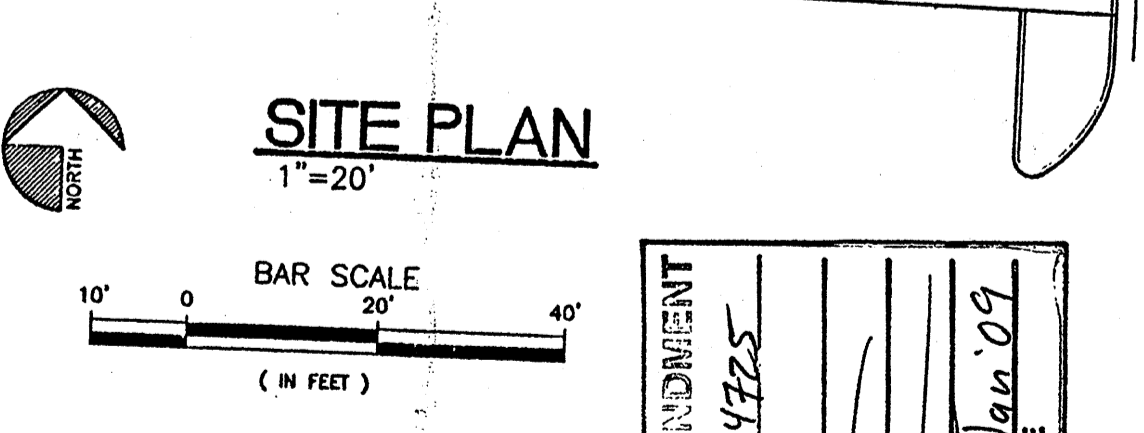 SITE PLAN
1"=20'
NORTH
BAR SCALE
10' 0 20' 40'
( IN FEET )
NDMENT
4725
Jan'09